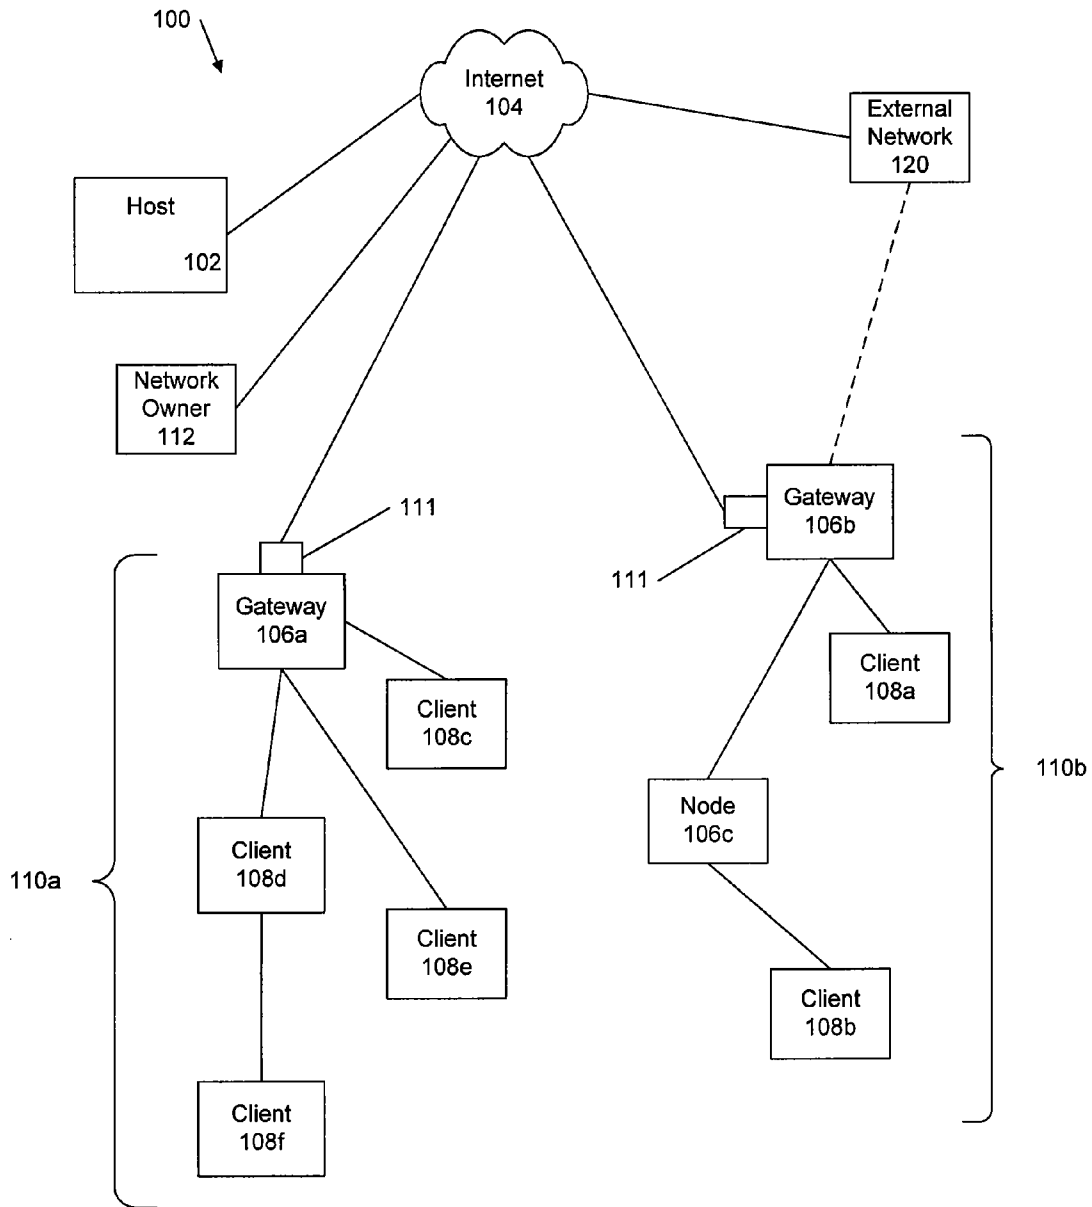 100
Internet
104
External
Network
120
Host
102
Network
Owner
112
111
Gateway
106b
111
Gateway
106a
Client
108a
Client
108c
110b
Node
106c
Client
108d
110a
Client
108e
Client
108b
Client
108f